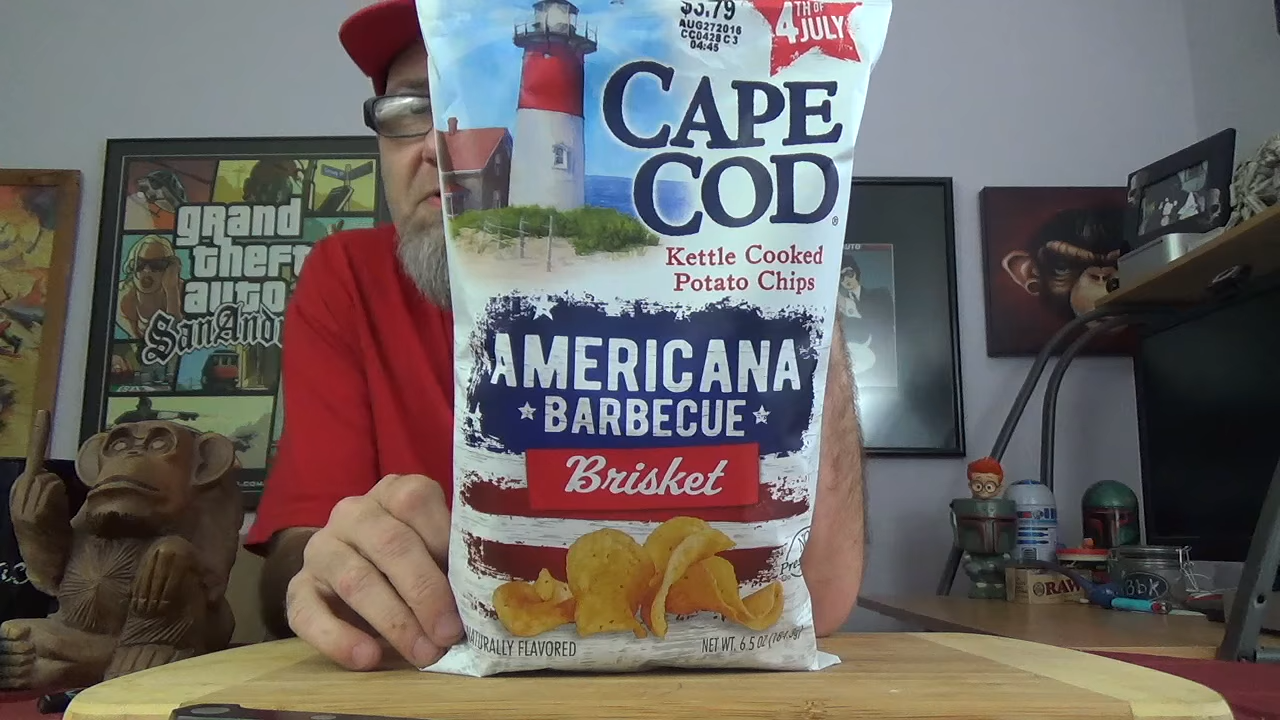 $3.79
AUG272016
CC0428 C3
04:45
4TH OF
JULY
CAPE
COD®
Kettle Cooked
Potato Chips
AMERICANA
BARBECUE
Brisket
NATURALLY FLAVORED
NET WT. 6.5 OZ
grand
theft
auto
San
RAW